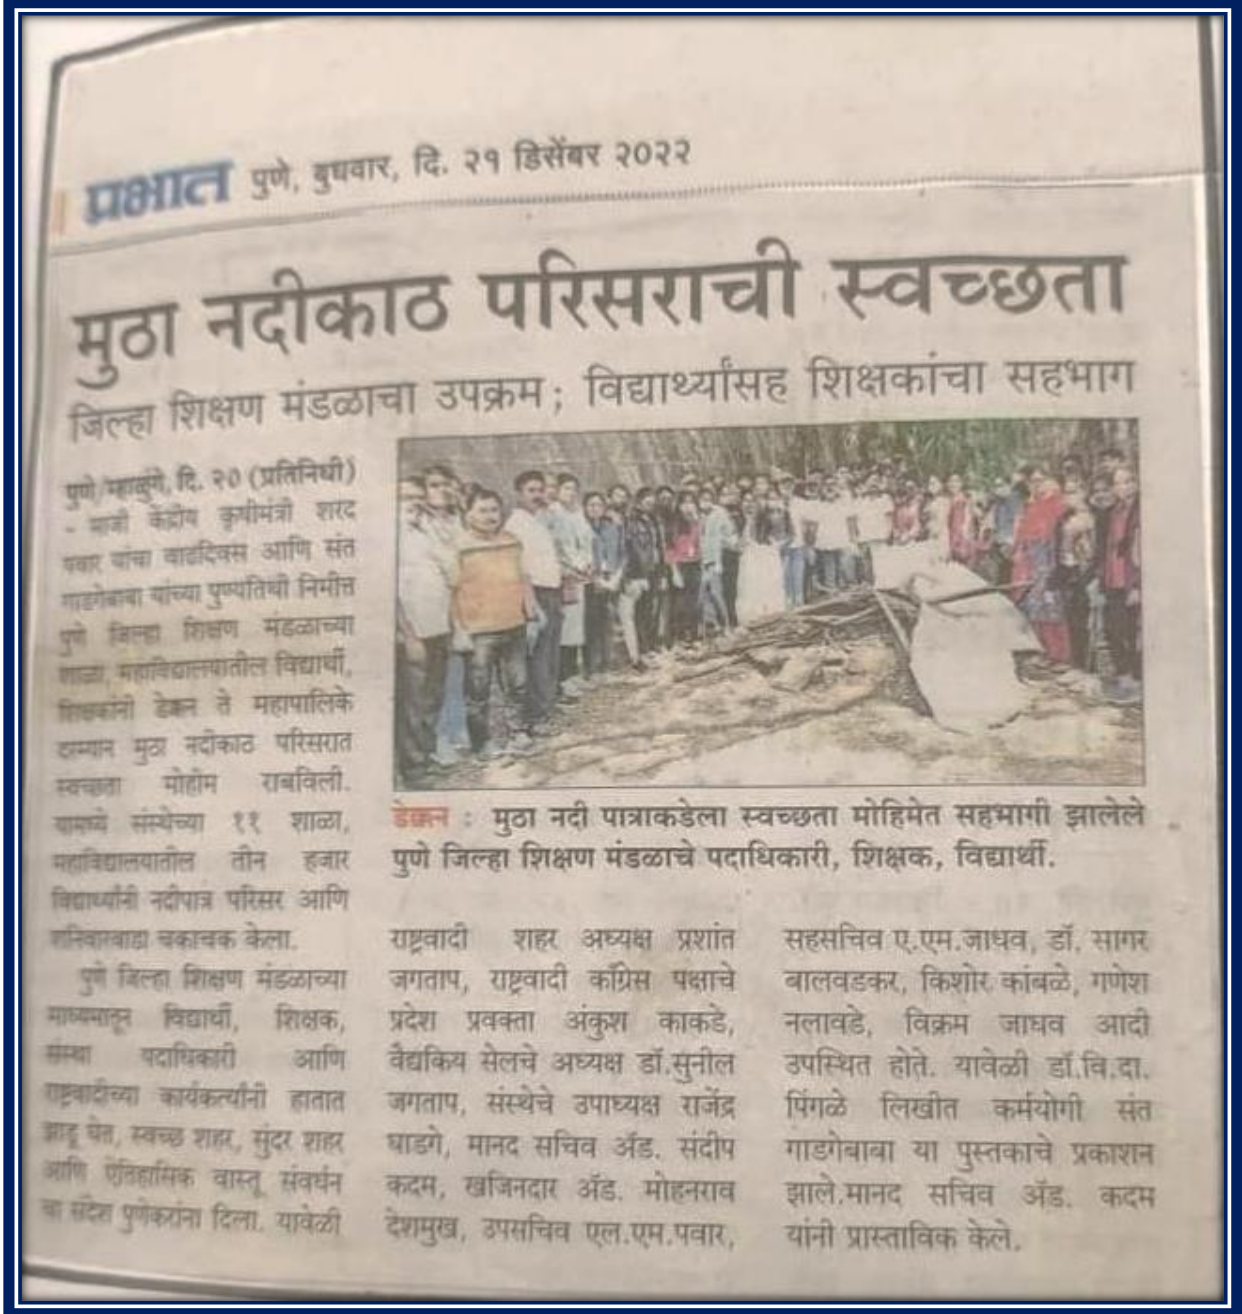 प्रभात पुणे, बुधवार, दि. २१ डिसेंबर २०२२
मुठा नदीकाठ परिसराची स्वच्छता
जिल्हा शिक्षण मंडळाचा उपक्रम; विद्यार्थ्यांसह शिक्षकांचा सहभाग
पुणे/म्हाळुंगे, दि. २० (प्रतिनिधी)
- माजी केंद्रीय कृषीमंत्री शरद
पवार यांचा वाढदिवस आणि संत
गाडगेबाबा यांच्या पुण्यतिथी निमीत्त
पुणे जिल्हा शिक्षण मंडळाच्या
शाळा, महाविद्यालयातील विद्यार्थी,
शिक्षकांनी डेक्कन ते महापालिके
दरम्यान मुठा नदीकाठ परिसरात
स्वच्छता मोहीम राबविली.
यामध्ये संस्थेच्या ११ शाळा,
महाविद्यालयातील तीन हजार
विद्यार्थ्यांनी नदीपात्र परिसर आणि
शनिवारवाडा चकाचक केला.
पुणे जिल्हा शिक्षण मंडळाच्या
माध्यमातून विद्यार्थी, शिक्षक,
संस्था पदाधिकारी आणि
राष्ट्रवादीच्या कार्यकर्त्यांनी हातात
झाडू घेत, स्वच्छ शहर, सुंदर शहर
आणि ऐतिहासिक वास्तू संवर्धन
चा संदेश पुणेकरांना दिला. यावेळी
डेक्कन : मुठा नदी पात्राकडेला स्वच्छता मोहिमेत सहभागी झालेले
पुणे जिल्हा शिक्षण मंडळाचे पदाधिकारी, शिक्षक, विद्यार्थी.
राष्ट्रवादी शहर अध्यक्ष प्रशांत
जगताप, राष्ट्रवादी काँग्रेस पक्षाचे
प्रदेश प्रवक्ता अंकुश काकडे,
वैद्यकिय सेलचे अध्यक्ष डॉ.सुनील
जगताप, संस्थेचे उपाध्यक्ष राजेंद्र
घाडगे, मानद सचिव ॲड. संदीप
कदम, खजिनदार ॲड. मोहनराव
देशमुख, उपसचिव एल.एम.पवार,
सहसचिव ए.एम.जाधव, डॉ. सागर
बालवडकर, किशोर कांबळे, गणेश
नलावडे, विक्रम जाधव आदी
उपस्थित होते. यावेळी डॉ.वि.दा.
पिंगळे लिखीत कर्मयोगी संत
गाडगेबाबा या पुस्तकाचे प्रकाशन
झाले.मानद सचिव ॲड. कदम
यांनी प्रास्ताविक केले.